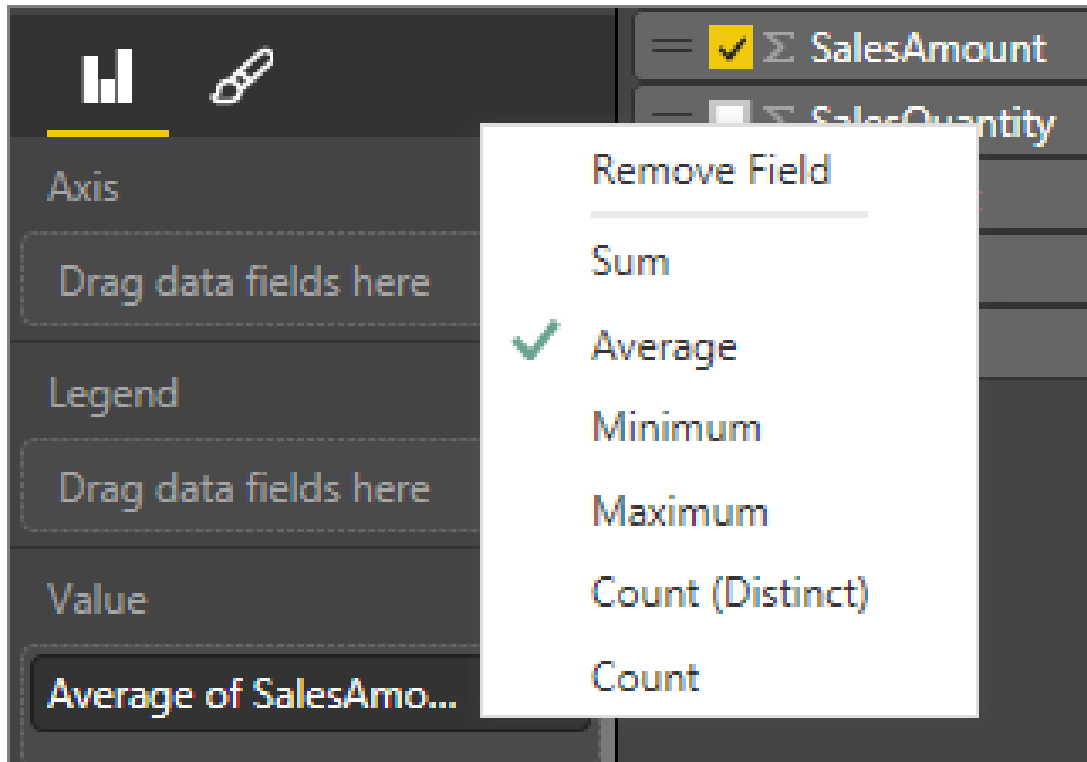 SalesAmount
SalesQuantity
Axis
Drag data fields here
Legend
Drag data fields here
Value
Average of SalesAmo...
Remove Field
Sum
Average
Minimum
Maximum
Count (Distinct)
Count